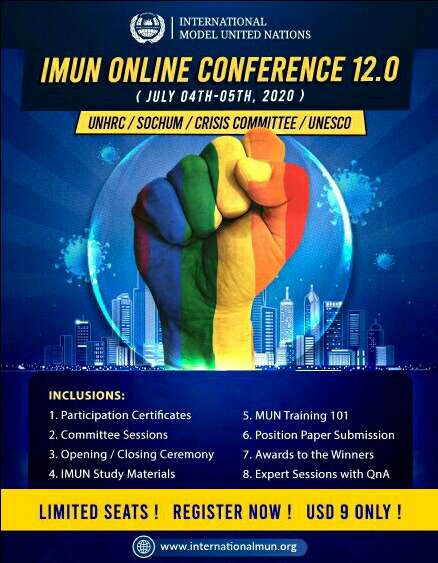 INTERNATIONAL
MODEL UNITED NATIONS
IMUN ONLINE CONFERENCE 12.0
( JULY 04TH-05TH, 2020 )
UNHRC / SOCHUM / CRISIS COMMITTEE / UNESCO
INCLUSIONS:
1. Participation Certificates
2. Committee Sessions
3. Opening / Closing Ceremony
4. IMUN Study Materials
5. MUN Training 101
6. Position Paper Submission
7. Awards to the Winners
8. Expert Sessions with QnA
LIMITED SEATS ! REGISTER NOW ! USD 9 ONLY !
www.internationalmun.org